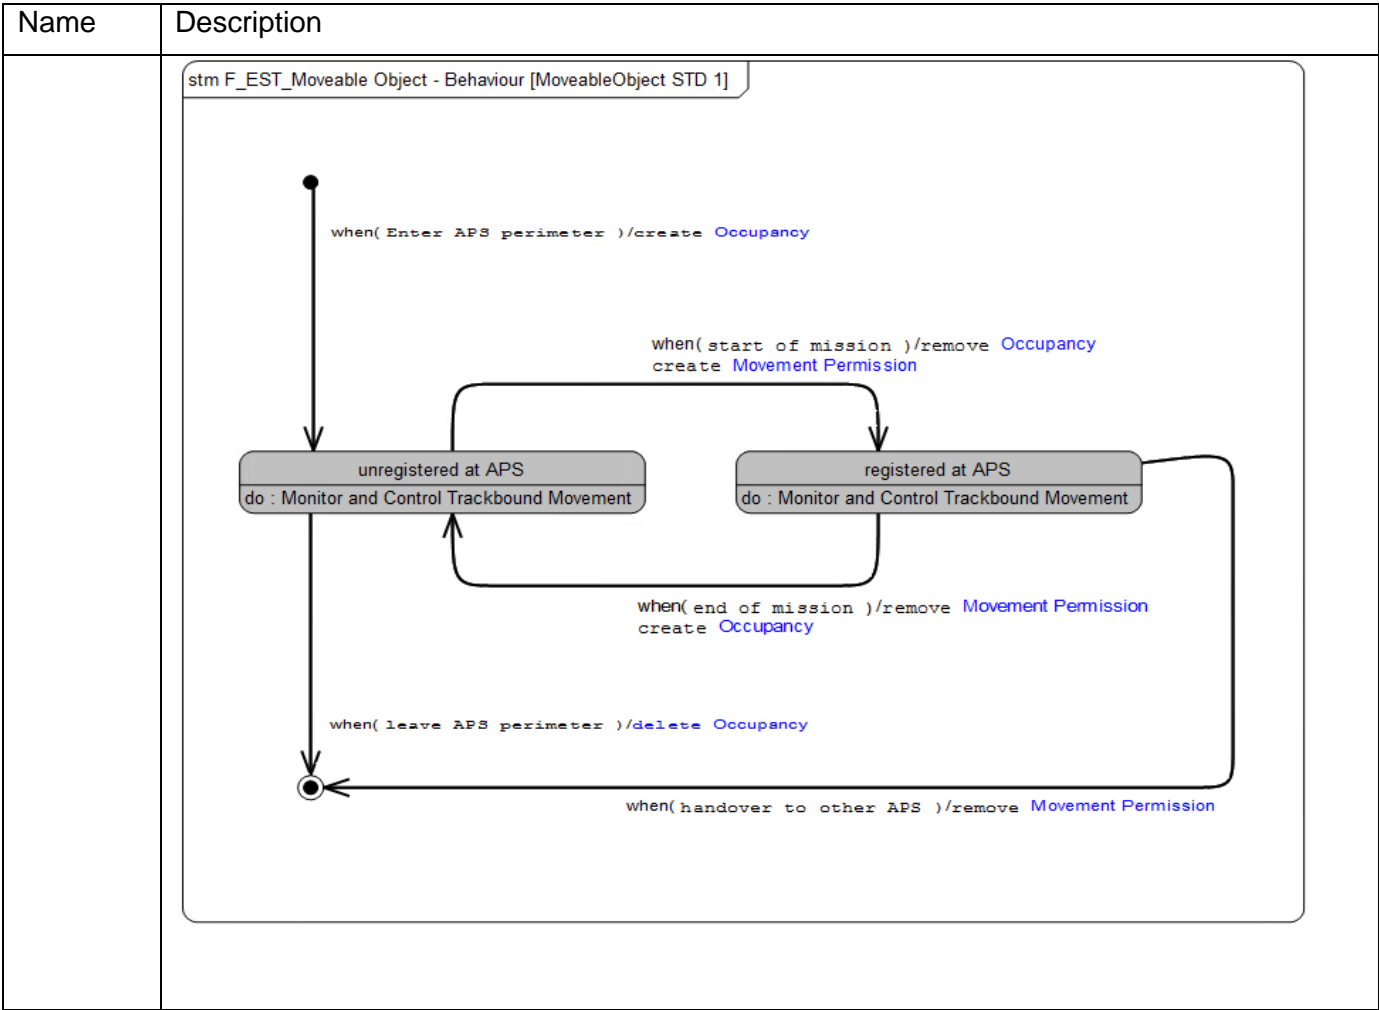 Name Description
stm F_EST_Moveable Object - Behaviour [MoveableObject STD 1]
when( Enter APS perimeter )/create Occupancy
when( start of mission )/remove Occupancy
create Movement Permission
unregistered at APS
do : Monitor and Control Trackbound Movement
registered at APS
do : Monitor and Control Trackbound Movement
when( end of mission )/remove Movement Permission
create Occupancy
when( leave APS perimeter )/delete Occupancy
when( handover to other APS )/remove Movement Permission